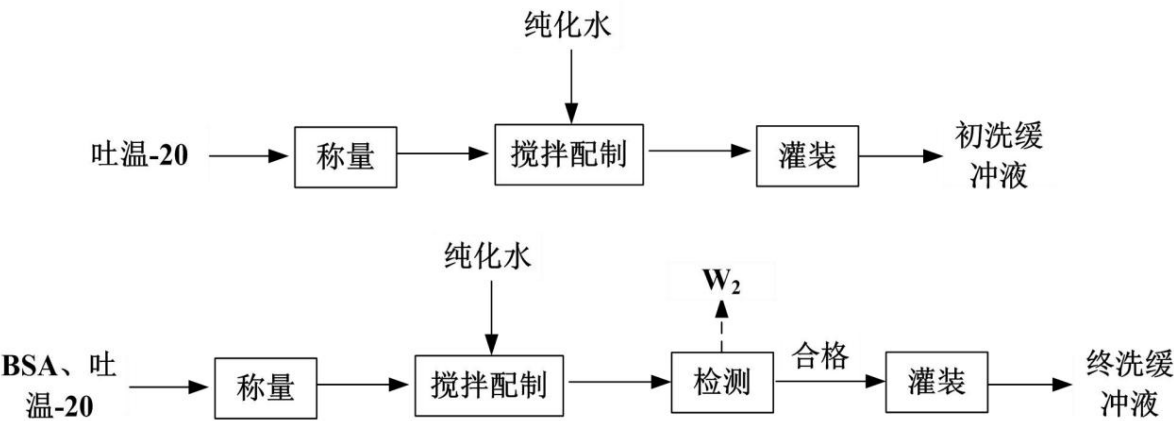 纯化水
吐温-20
称量
搅拌配制
灌装
初洗缓
冲液
纯化水
W₂
BSA、吐
温-20
称量
搅拌配制
检测
合格
灌装
终洗缓
冲液